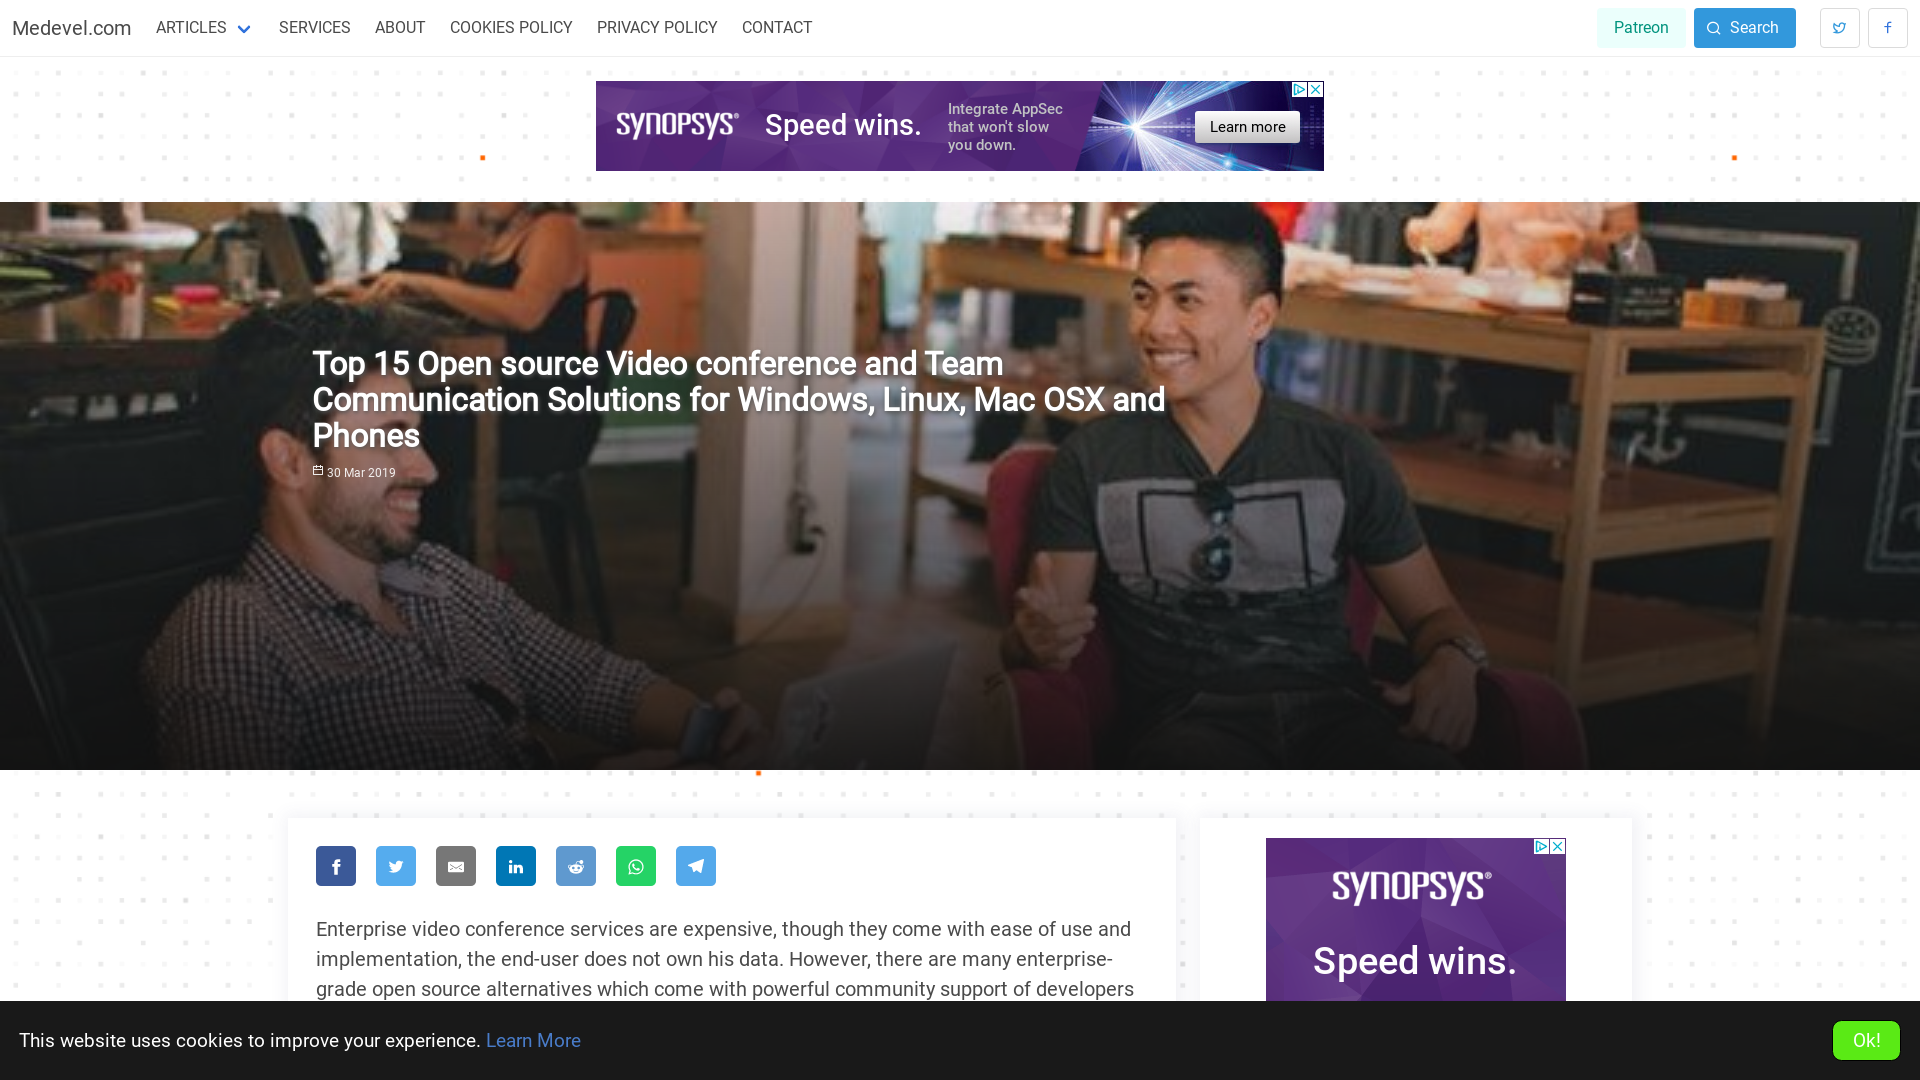 Medevel.com
ARTICLES
SERVICES
ABOUT
COOKIES POLICY
PRIVACY POLICY
CONTACT
Patreon
Search
SYNOPSYS®
Speed wins.
Integrate AppSec
that won't slow
you down.
Learn more
Top 15 Open source Video conference and Team
Communication Solutions for Windows, Linux, Mac OSX and
Phones
30 Mar 2019
Enterprise video conference services are expensive, though they come with ease of use and
implementation, the end-user does not own his data. However, there are many enterprise-
grade open source alternatives which come with powerful community support of developers
SYNOPSYS®
Speed wins.
This website uses cookies to improve your experience. Learn More
Ok!